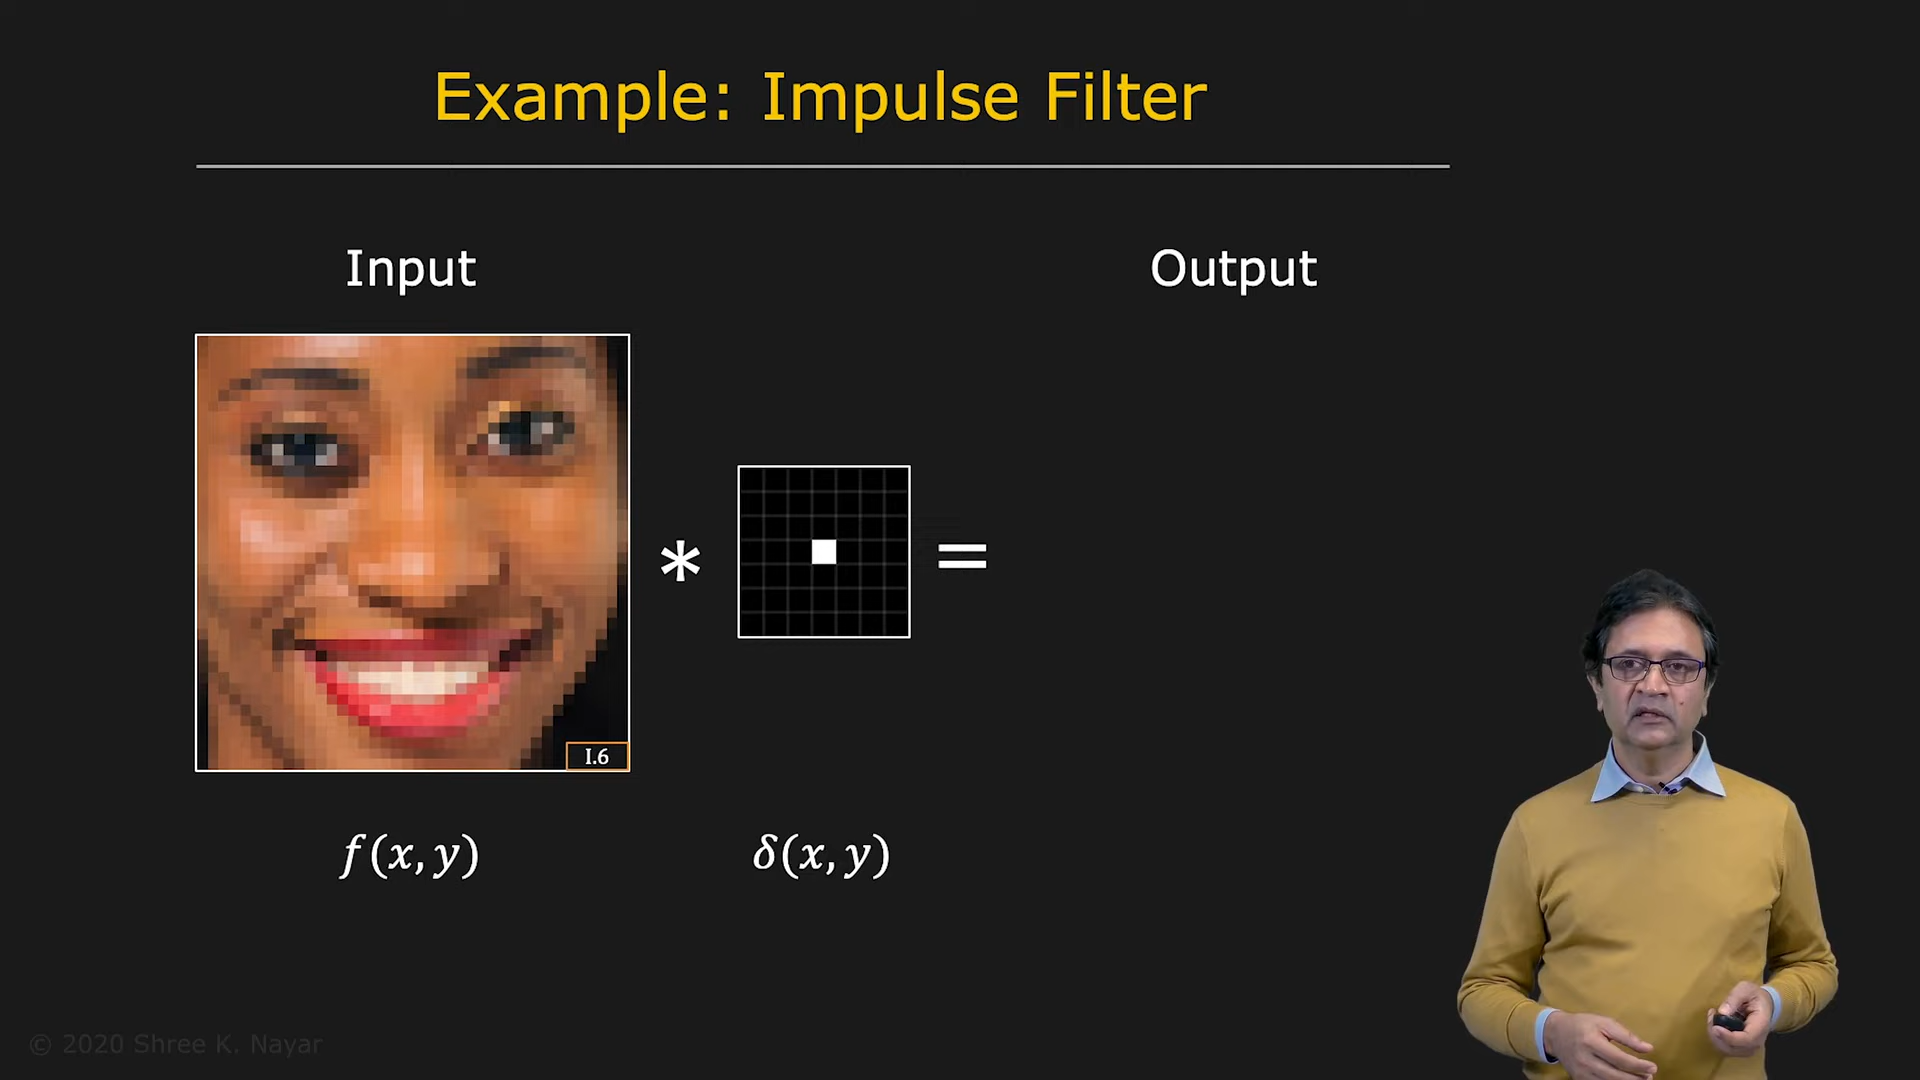 Example: Impulse Filter
Input
Output
I.6
* =
f(x, y)
δ(x, y)
© 2020 Shree K. Nayar